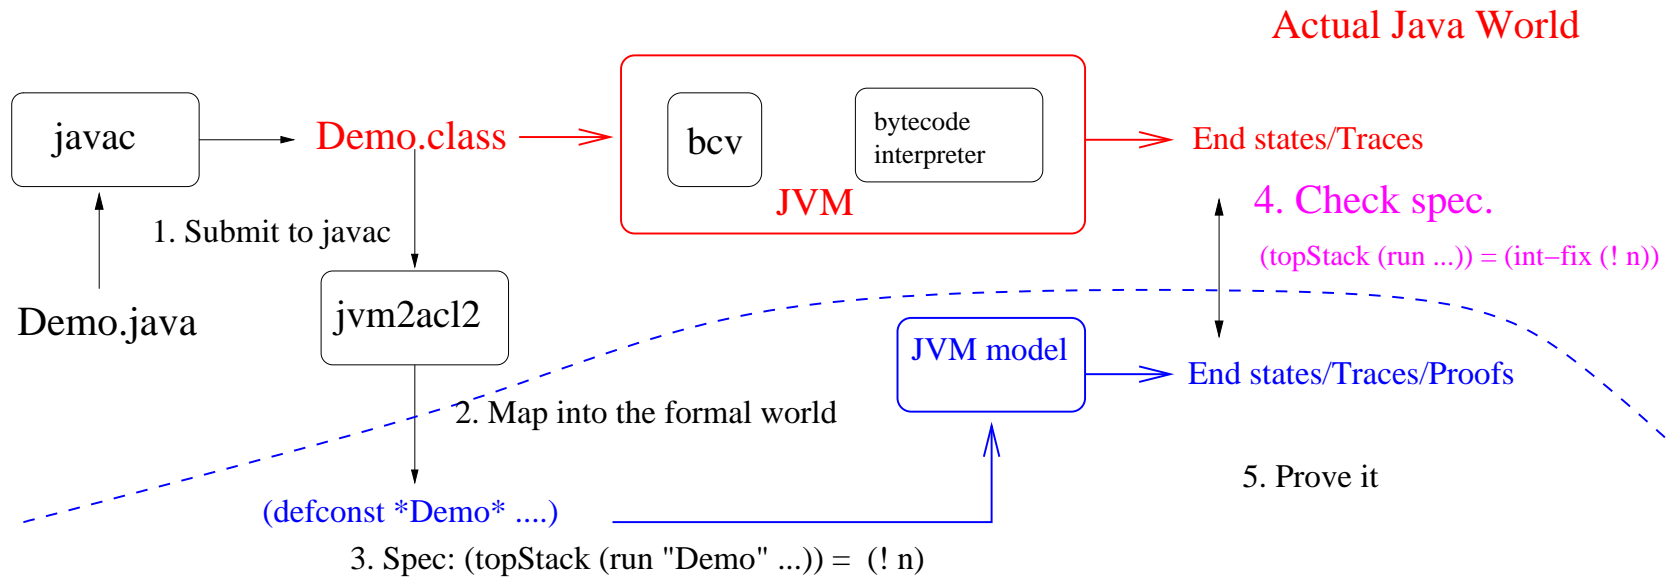 Actual Java World
javac
Demo.class
bcv
bytecode
interpreter
JVM
End states/Traces
4. Check spec.
1. Submit to javac
(topStack (run ...)) = (int−fix (! n))
Demo.java
jvm2acl2
JVM model
End states/Traces/Proofs
2. Map into the formal world
5. Prove it
(defconst *Demo* ....)
3. Spec: (topStack (run "Demo" ...)) = (! n)